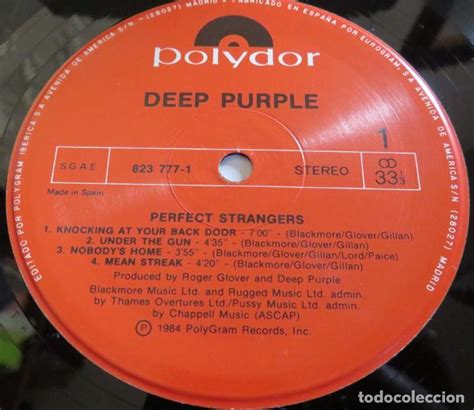 polydor
DEEP PURPLE
1
SGAE
823 777-1
STEREO
33 1/3
Made in Spain
PERFECT STRANGERS
1. KNOCKING AT YOUR BACK DOOR - 7'00" - (Blackmore/Glover/Gillan)
2. UNDER THE GUN - 4'35" - (Blackmore/Glover/Gillan)
3. NOBODY'S HOME - 3'55" - (Blackmore/Glover/Gillan/Lord/Paice)
4. MEAN STREAK - 4'20" - (Blackmore/Glover/Gillan)
Produced by Roger Glover and Deep Purple
Blackmore Music Ltd. and Rugged Music Ltd. admin.
by Thames Overtures Ltd./Pussy Music Ltd. admin.
by Chappell Music (ASCAP)
Ⓟ 1984 PolyGram Records, Inc.
EDITADO POR POLYGRAM IBERICA S.A AVENIDA DE AMERICA S/N - (28027) MADRID / FABRICADO EN ESPAÑA POR EUROGRAM, S.A AVENIDA DE AMERICA S/N (28027) MADRID
todocoleccion